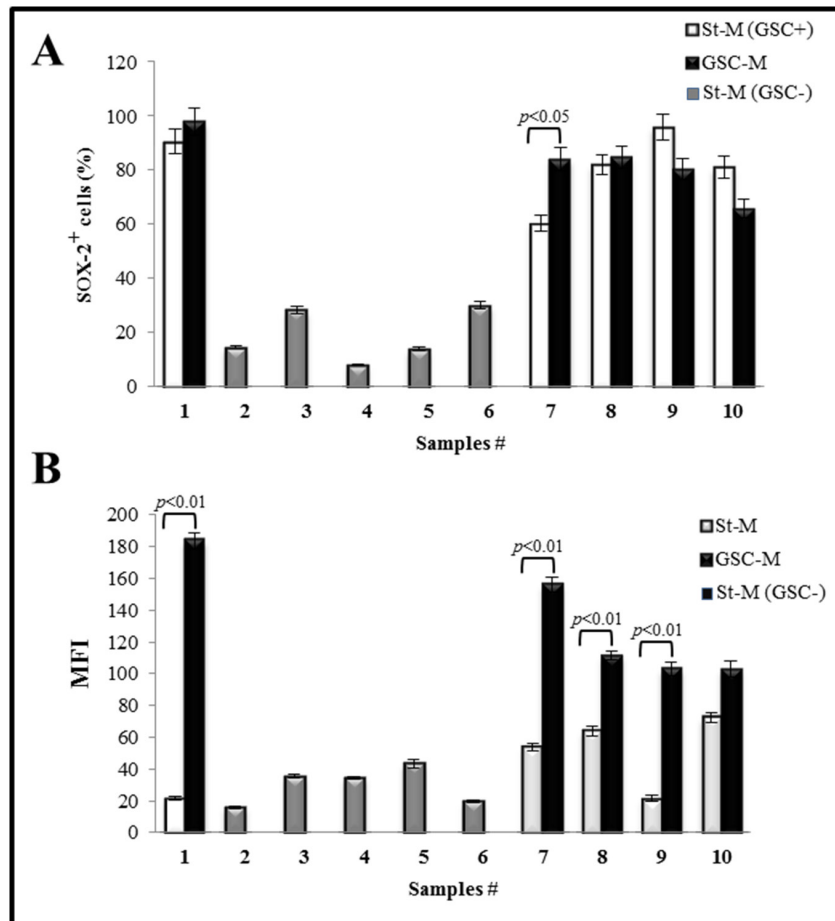 A
St-M (GSC+)
GSC-M
St-M (GSC-)
SOX-2+ cells (%)
120
100
80
60
40
20
0
p<0.05
1 2 3 4 5 6 7 8 9 10
Samples #
B
St-M
GSC-M
St-M (GSC-)
MFI
200
180
160
140
120
100
80
60
40
20
0
p<0.01
p<0.01
p<0.01
p<0.01
1 2 3 4 5 6 7 8 9 10
Samples #